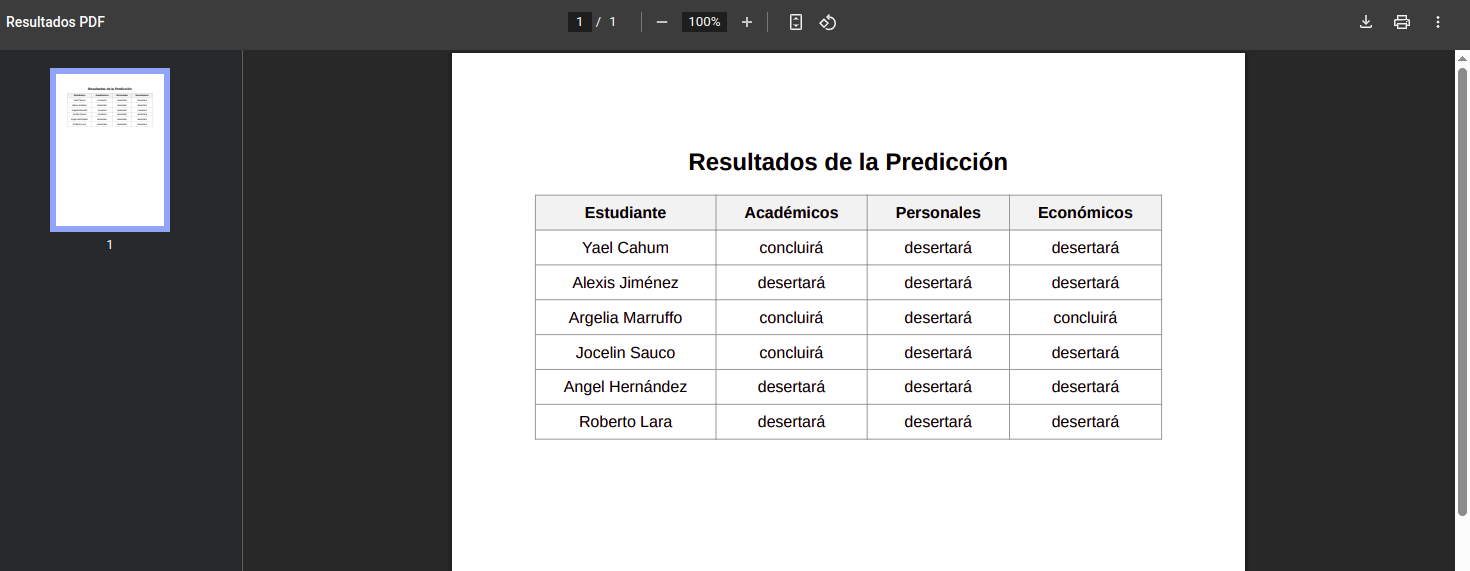 Resultados PDF
1 / 1
100%
1
Resultados de la Predicción
Estudiante Académicos Personales Económicos
Yael Cahum concluirá desertará desertará
Alexis Jiménez desertará desertará desertará
Argelia Marruffo concluirá desertará concluirá
Jocelin Sauco concluirá desertará desertará
Angel Hernández desertará desertará desertará
Roberto Lara desertará desertará desertará